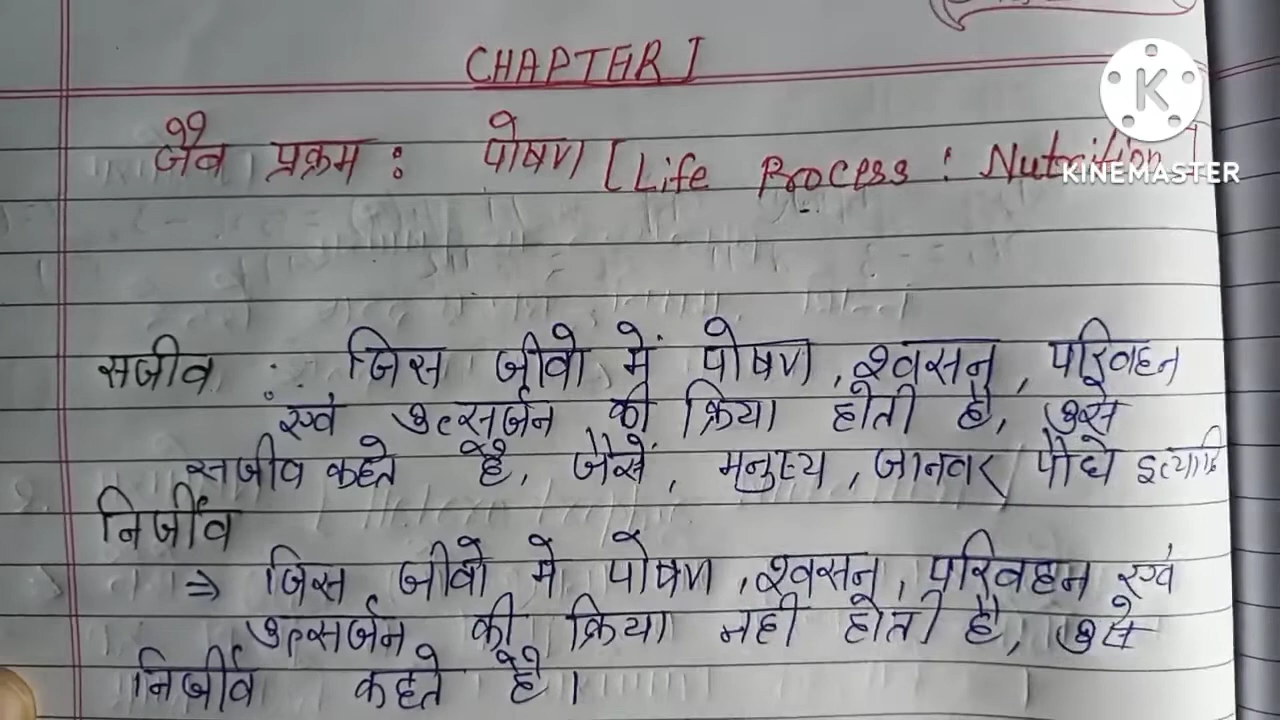 CHAPTER I
जैव प्रक्रम : पोषण [Life Process : Nutrition]
K
KINEMASTER
सजीव : जिस जीवो में पोषण, श्वसन, परिवहन
एवं उत्सर्जन की क्रिया होती है, उसे
सजीव कहते है, जैसे, मनुष्य, जानवर पौधे इत्यादि
निर्जीव
⇒ जिस जीवो मे पोषण, श्वसन, परिवहन एवं
उत्सर्जन की क्रिया नही होती है, उसे
निर्जीव कहते है।